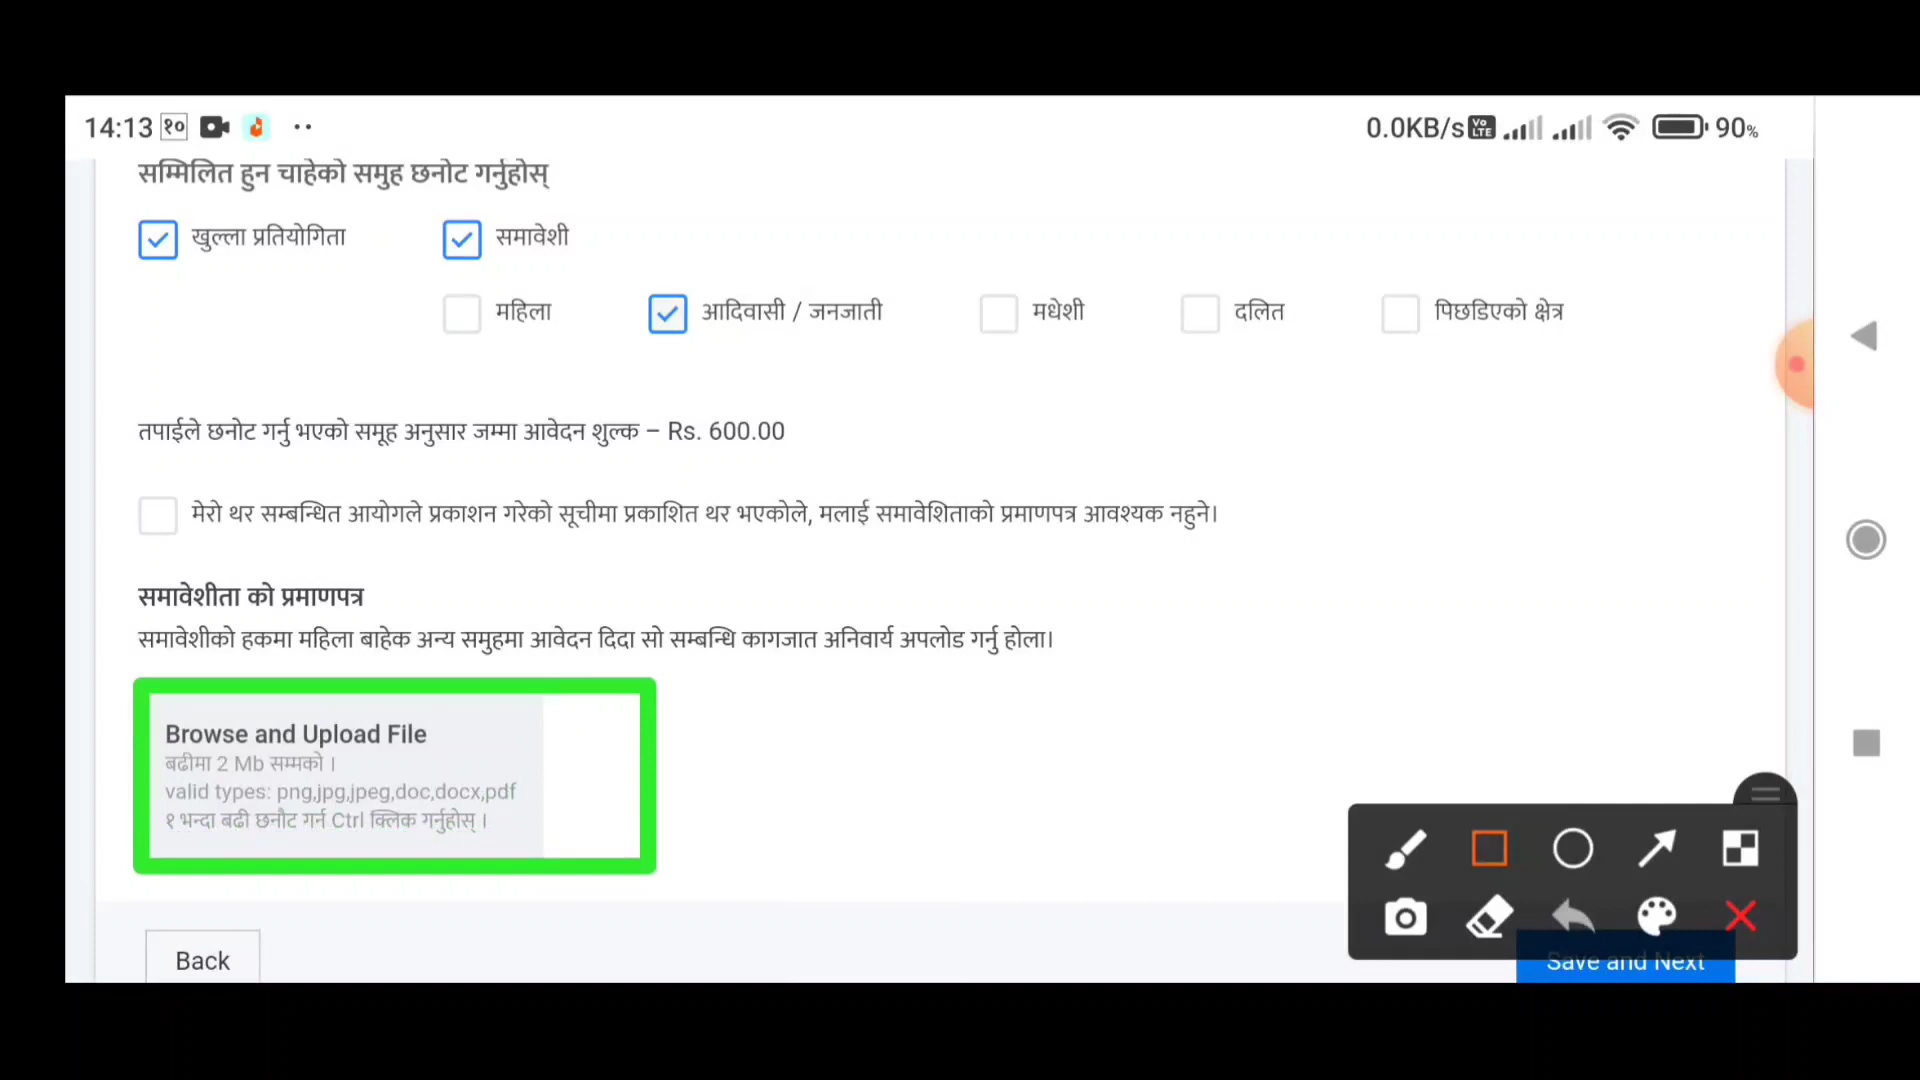 14:13 १० 0.0KB/s Vo LTE 90%
सम्मिलित हुन चाहेको समुह छनोट गर्नुहोस्
खुल्ला प्रतियोगिता समावेशी
महिला आदिवासी / जनजाती मधेशी दलित पिछडिएको क्षेत्र
तपाईले छनोट गर्नु भएको समूह अनुसार जम्मा आवेदन शुल्क – Rs. 600.00
मेरो थर सम्बन्धित आयोगले प्रकाशन गरेको सूचीमा प्रकाशित थर भएकोले, मलाई समावेशिताको प्रमाणपत्र आवश्यक नहुने।
समावेशीता को प्रमाणपत्र
समावेशीको हकमा महिला बाहेक अन्य समुहमा आवेदन दिदा सो सम्बन्धि कागजात अनिवार्य अपलोड गर्नु होला।
Browse and Upload File
बढीमा 2 Mb सम्मको ।
valid types: png,jpg,jpeg,doc,docx,pdf
१ भन्दा बढी छनौट गर्न Ctrl क्लिक गर्नुहोस् ।
Back Save and Next